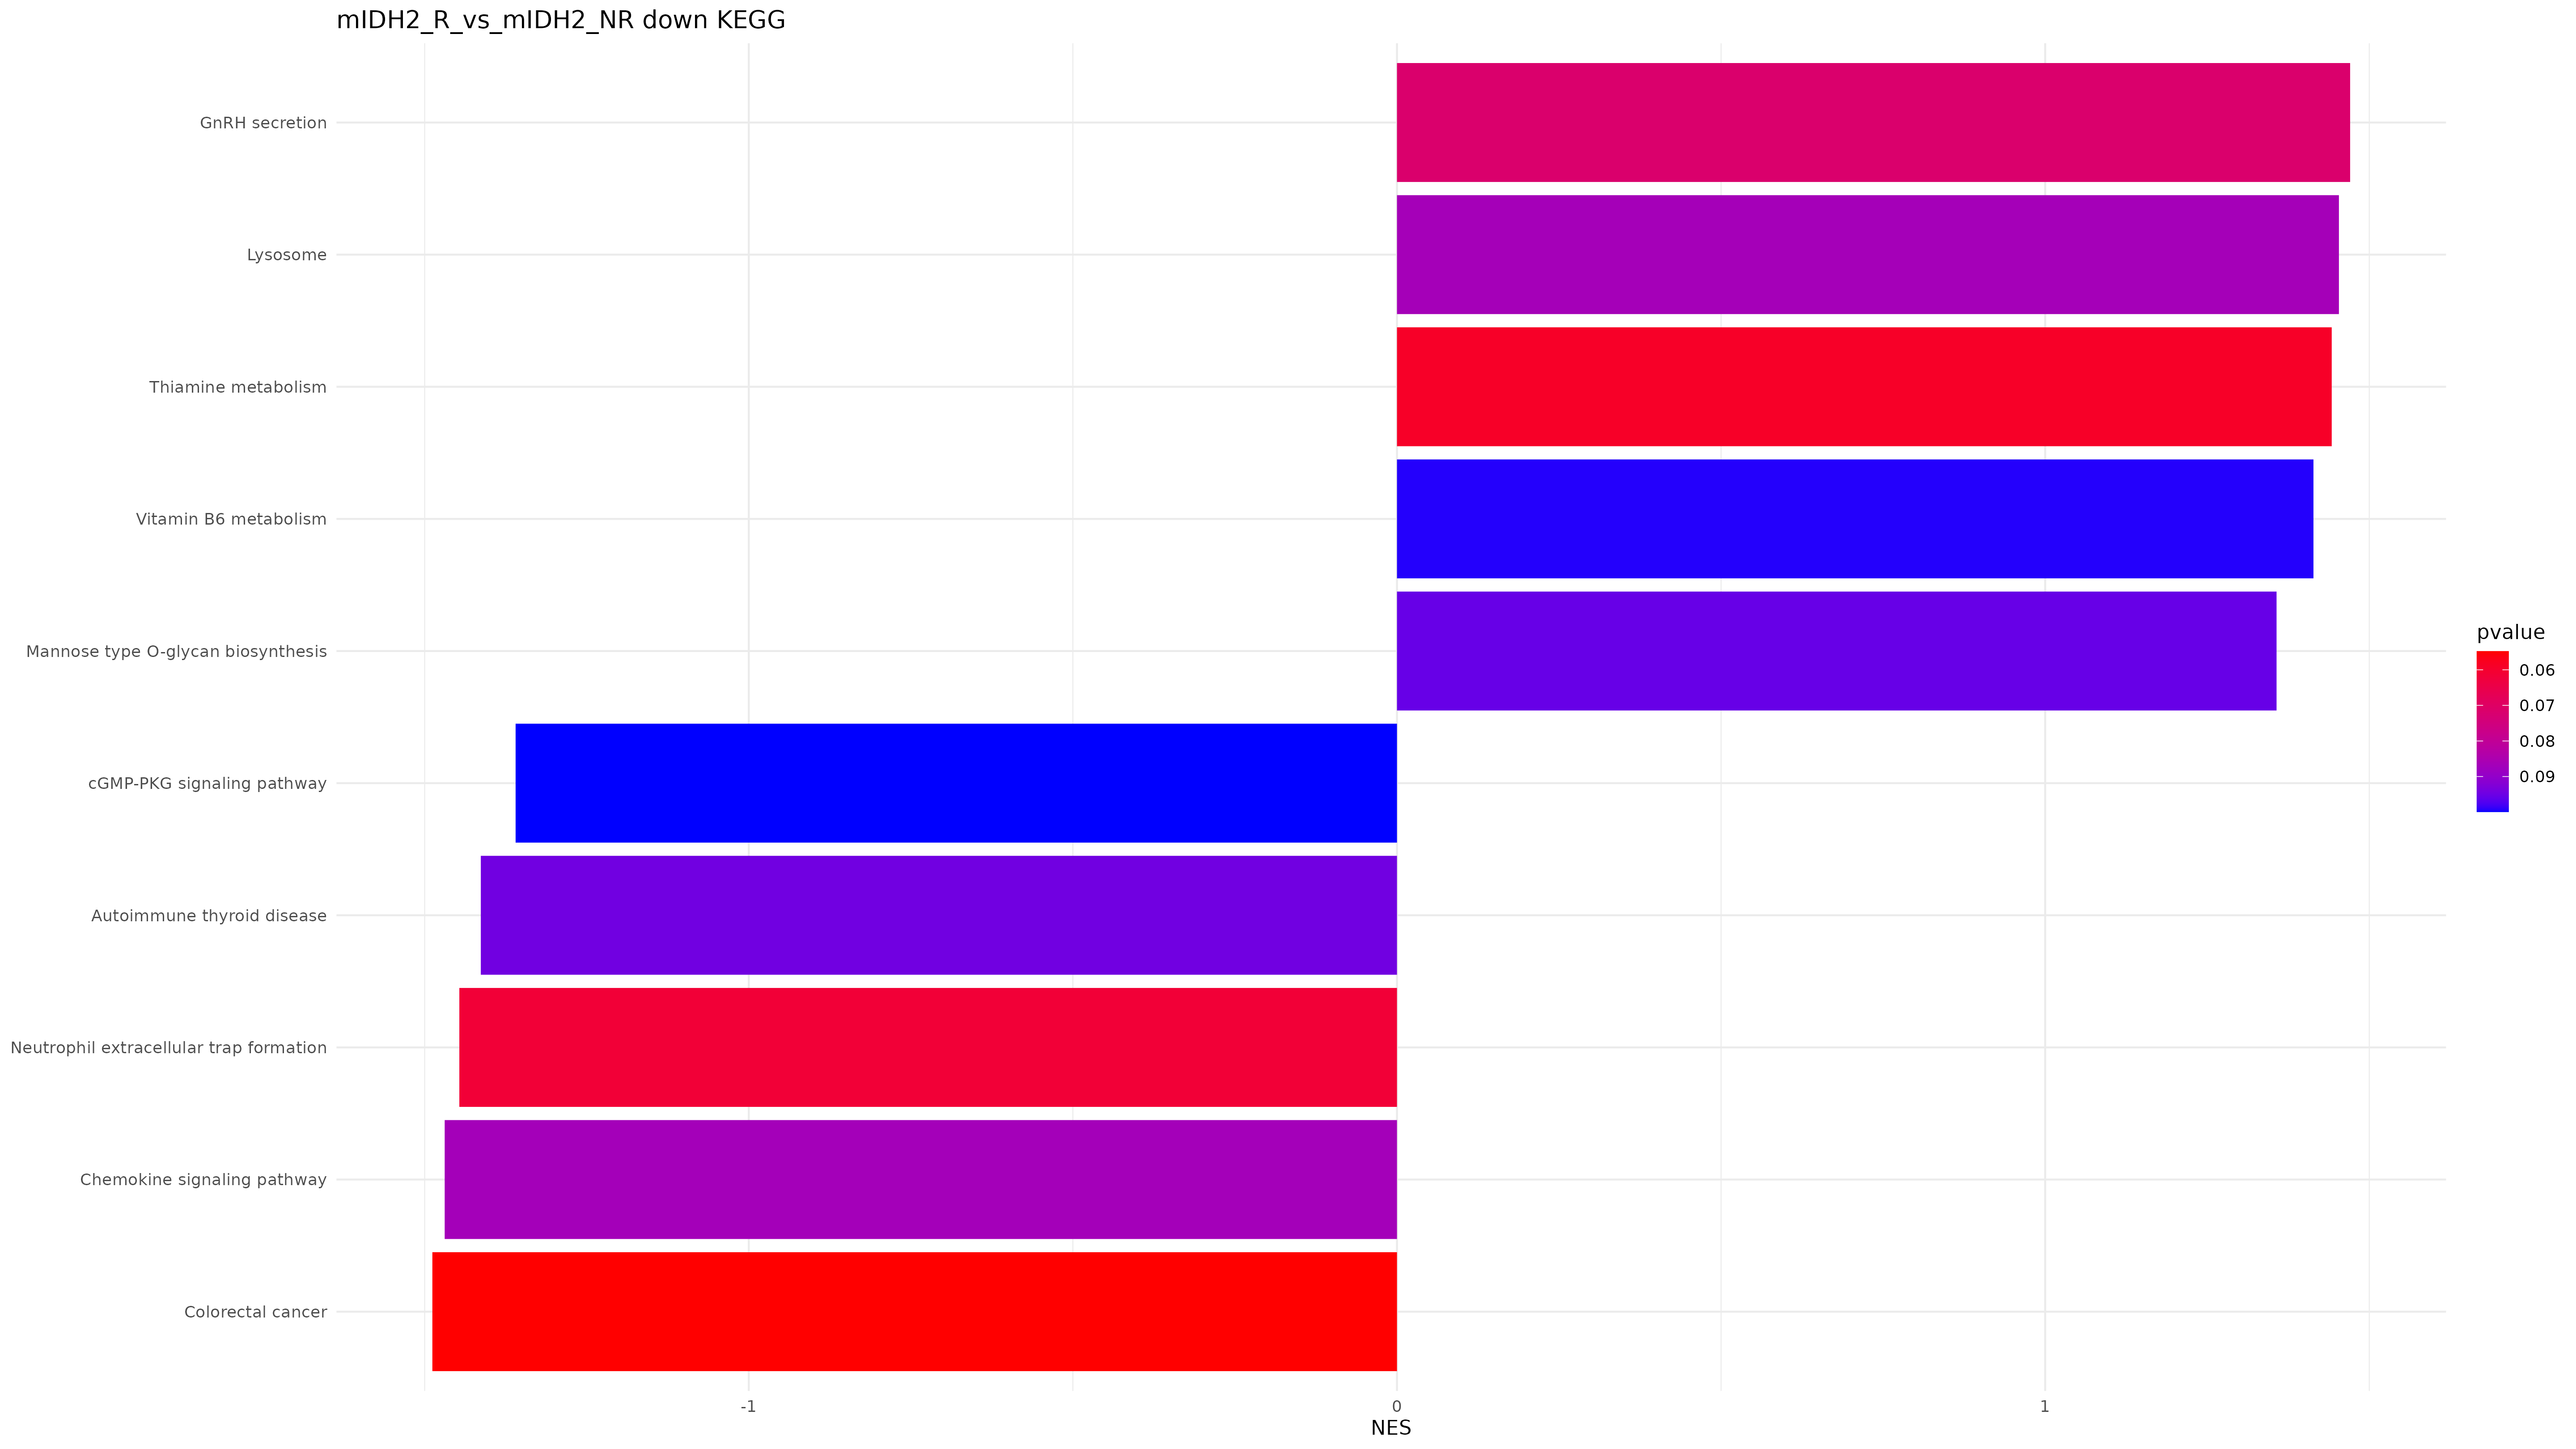 mIDH2_R_vs_mIDH2_NR down KEGG
GnRH secretion
Lysosome
Thiamine metabolism
Vitamin B6 metabolism
Mannose type O-glycan biosynthesis
cGMP-PKG signaling pathway
Autoimmune thyroid disease
Neutrophil extracellular trap formation
Chemokine signaling pathway
Colorectal cancer
-1 0 1
NES
pvalue
0.06
0.07
0.08
0.09